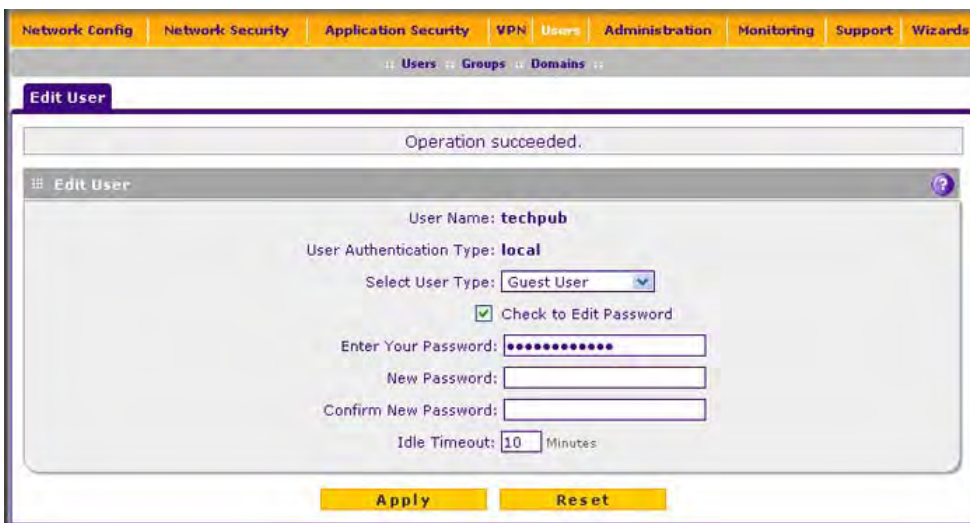 Network Config Network Security Application Security VPN Users Administration Monitoring Support Wizards
:: Users :: Groups :: Domains ::
Edit User
Operation succeeded.
Edit User ?
User Name: techpub
User Authentication Type: local
Select User Type: Guest User
Check to Edit Password
Enter Your Password: ●●●●●●●●●●●●
New Password:
Confirm New Password:
Idle Timeout: 10 Minutes
Apply Reset